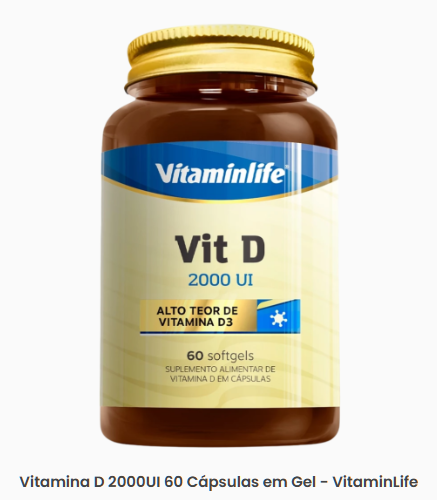 Vitaminlife
Vit D
2000 UI
ALTO TEOR DE
VITAMINA D3
60 softgels
SUPLEMENTO ALIMENTAR DE
VITAMINA D EM CÁPSULAS
Vitamina D 2000UI 60 Cápsulas em Gel - VitaminLife